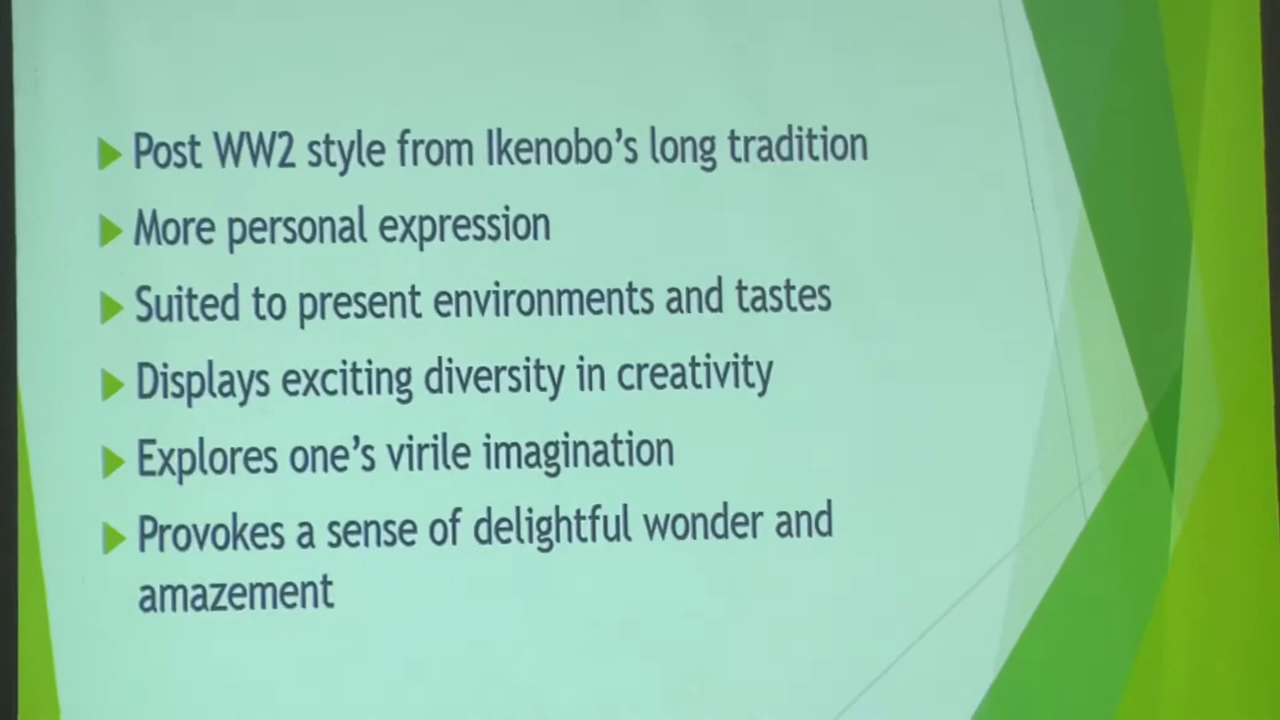 Post WW2 style from Ikenobo's long tradition
More personal expression
Suited to present environments and tastes
Displays exciting diversity in creativity
Explores one's virile imagination
Provokes a sense of delightful wonder and
amazement